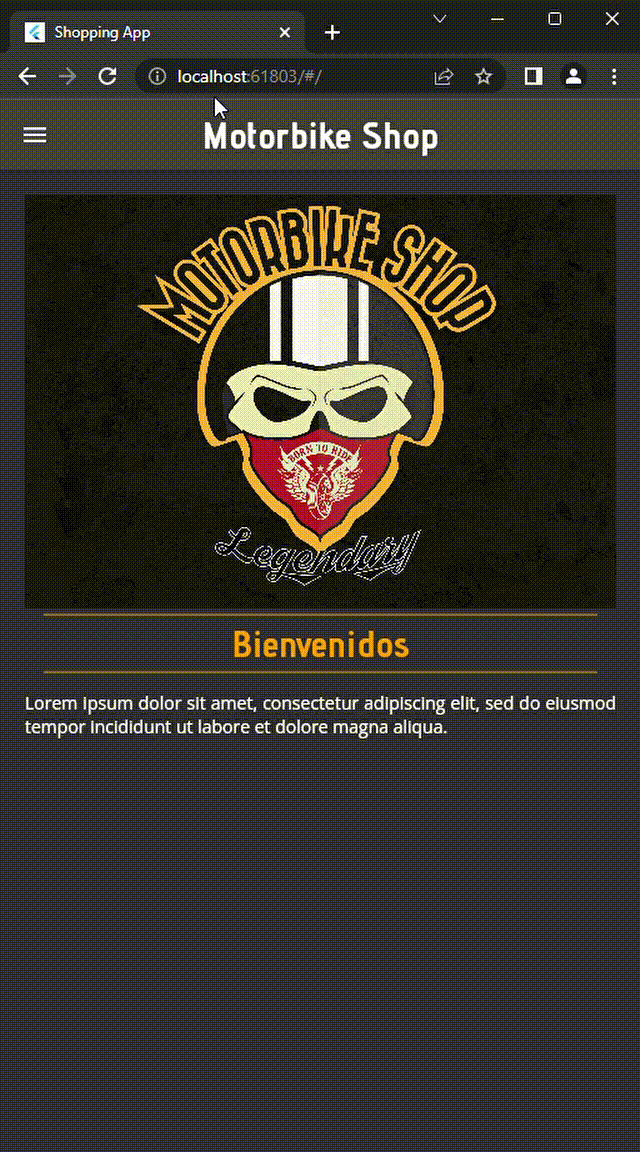 Shopping App
localhost:61803/#/
Motorbike Shop
MOTORBIKE SHOP
BORN TO RIDE
Legendary
Bienvenidos
Lorem ipsum dolor sit amet, consectetur adipiscing elit, sed do eiusmod
tempor incididunt ut labore et dolore magna aliqua.